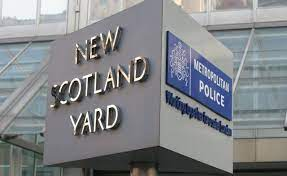 NEW
SCOTLAND
YARD
METROPOLITAN
POLICE